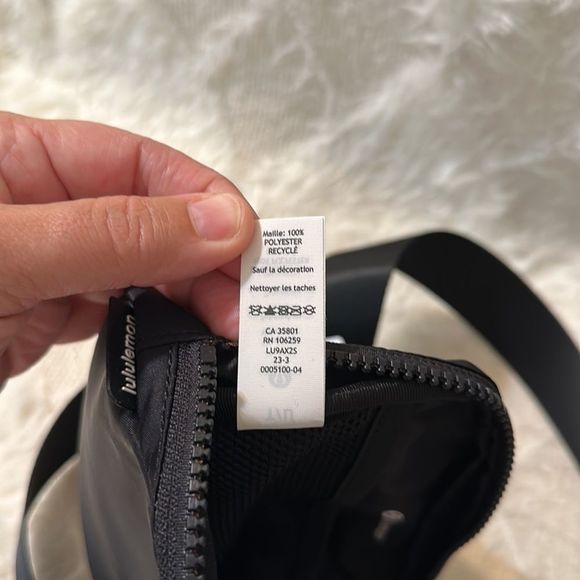 Maille: 100%
POLYESTER
RECYCLÉ
Sauf la décoration
Nettoyer les taches
CA 35801
RN 106259
LU9AX2S
23-3
0005100-04
lululemon